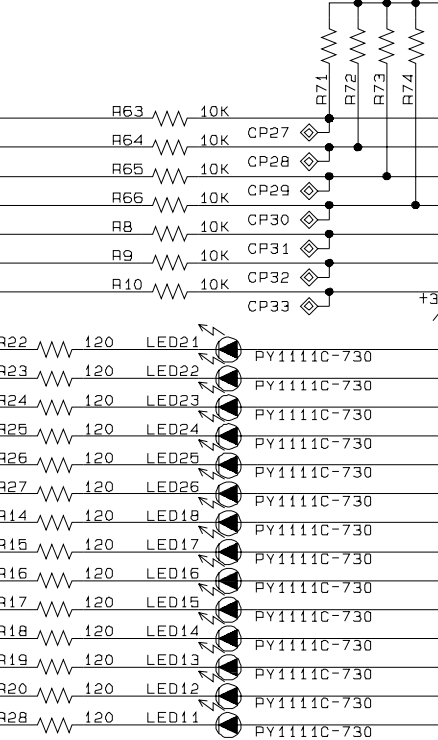 R71 R72 R73 R74
R63 10K
CP27
R64 10K
CP28
R65 10K
CP29
R66 10K
CP30
R8 10K
CP31
R9 10K
CP32
R10 10K
CP33
+3
R22 120 LED21 PY1111C-730
R23 120 LED22 PY1111C-730
R24 120 LED23 PY1111C-730
R25 120 LED24 PY1111C-730
R26 120 LED25 PY1111C-730
R27 120 LED26 PY1111C-730
R14 120 LED18 PY1111C-730
R15 120 LED17 PY1111C-730
R16 120 LED16 PY1111C-730
R17 120 LED15 PY1111C-730
R18 120 LED14 PY1111C-730
R19 120 LED13 PY1111C-730
R20 120 LED12 PY1111C-730
R28 120 LED11 PY1111C-730